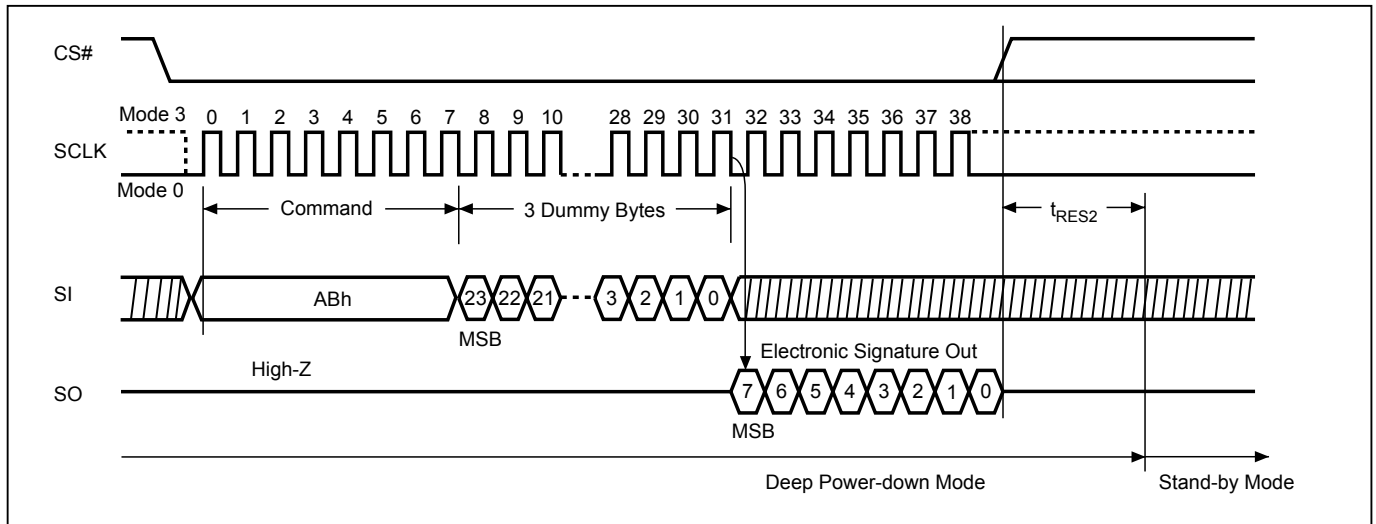 CS#
Mode 3
0 1 2 3 4 5 6 7 8 9 10 28 29 30 31 32 33 34 35 36 37 38
SCLK
Mode 0
Command
3 Dummy Bytes
tRES2
SI
ABh
23 22 21 3 2 1 0
MSB
Electronic Signature Out
High-Z
SO
7 6 5 4 3 2 1 0
MSB
Deep Power-down Mode
Stand-by Mode